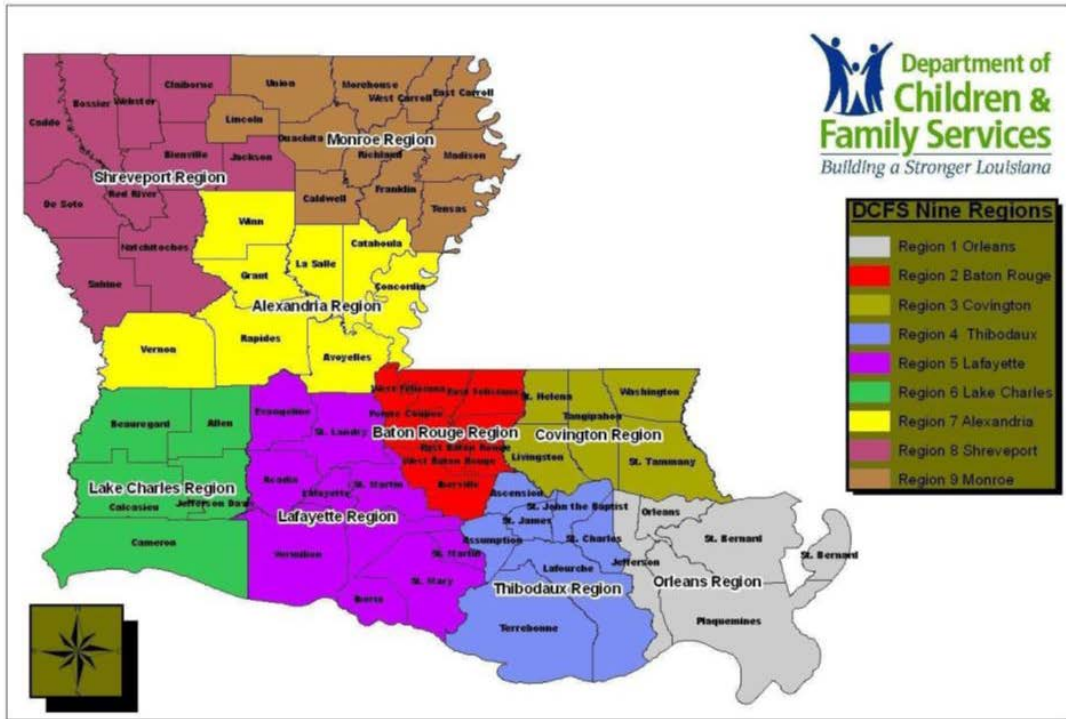 Department of
Children &
Family Services
Building a Stronger Louisiana
DCFS Nine Regions
Region 1 Orleans
Region 2 Baton Rouge
Region 3 Covington
Region 4 Thibodaux
Region 5 Lafayette
Region 6 Lake Charles
Region 7 Alexandria
Region 8 Shreveport
Region 9 Monroe
Claiborne
Union
Morehouse
West Carroll
East Carroll
Bossier
Webster
Caddo
Lincoln
Ouachita
Monroe Region
Richland
Madison
Bienville
Jackson
Shreveport Region
Red River
De Soto
Caldwell
Franklin
Tensas
Winn
Catahoula
Natchitoches
La Salle
Grant
Sabine
Concordia
Alexandria Region
Rapides
Vernon
Avoyelles
West Feliciana
East Feliciana
St. Helena
Washington
Evangeline
Pointe Coupee
Tangipahoa
Beauregard
Allen
St. Landry
Baton Rouge Region
Covington Region
East Baton Rouge
West Baton Rouge
Livingston
St. Tammany
Acadia
St. Martin
Iberville
Lake Charles Region
Lafayette
Ascension
Calcasieu
Jefferson Davis
St. John the Baptist
Orleans
Lafayette Region
St. James
Cameron
Assumption
St. Charles
St. Bernard
St. Bernard
Vermilion
St. Martin
Lafourche
Jefferson
St. Mary
Thibodaux Region
Orleans Region
Iberia
Terrebonne
Plaquemines